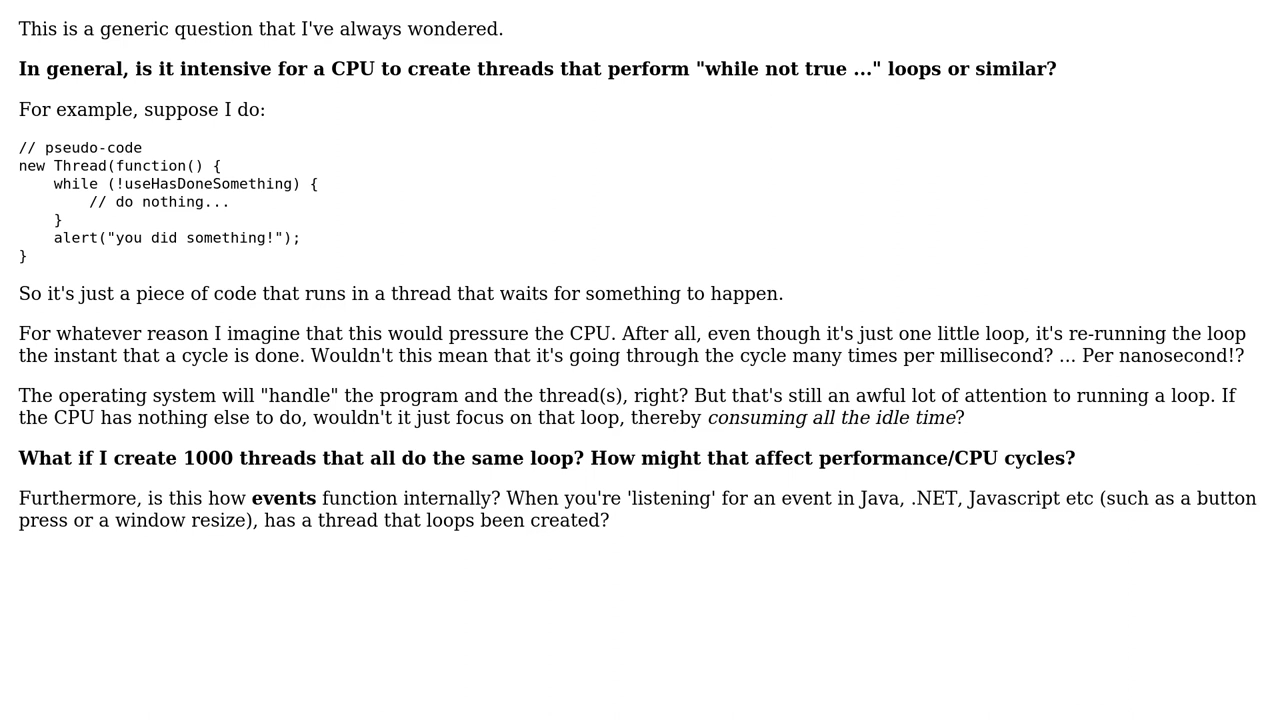 This is a generic question that I've always wondered.
In general, is it intensive for a CPU to create threads that perform "while not true ..." loops or similar?
For example, suppose I do:
// pseudo-code
new Thread(function() {
    while (!useHasDoneSomething) {
        // do nothing...
    }
    alert("you did something!");
}
So it's just a piece of code that runs in a thread that waits for something to happen.
For whatever reason I imagine that this would pressure the CPU. After all, even though it's just one little loop, it's re-running the loop
the instant that a cycle is done. Wouldn't this mean that it's going through the cycle many times per millisecond? ... Per nanosecond!?
The operating system will "handle" the program and the thread(s), right? But that's still an awful lot of attention to running a loop. If
the CPU has nothing else to do, wouldn't it just focus on that loop, thereby consuming all the idle time?
What if I create 1000 threads that all do the same loop? How might that affect performance/CPU cycles?
Furthermore, is this how events function internally? When you're 'listening' for an event in Java, .NET, Javascript etc (such as a button
press or a window resize), has a thread that loops been created?